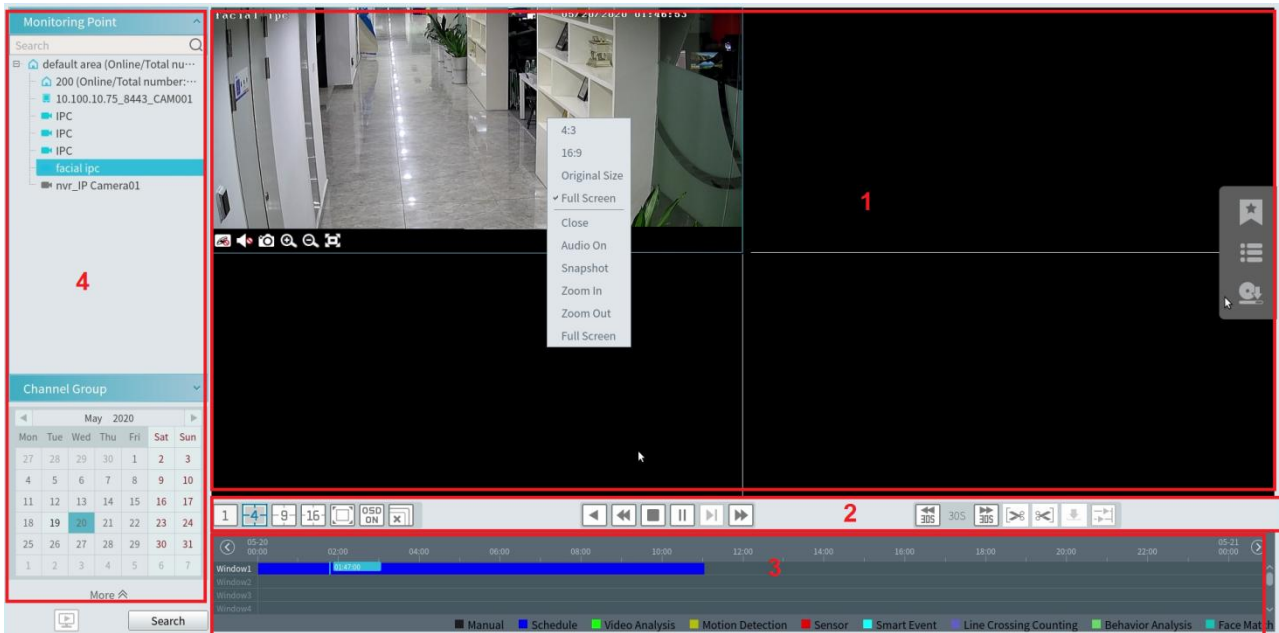 Monitoring Point
Search
default area (Online/Total nu···
200 (Online/Total number:···
10.100.10.75_8443_CAM001
IPC
IPC
IPC
facial ipc
nvr_IP Camera01
4
Channel Group
May 2020
Mon Tue Wed Thu Fri Sat Sun
27 28 29 30 1 2 3
4 5 6 7 8 9 10
11 12 13 14 15 16 17
18 19 20 21 22 23 24
25 26 27 28 29 30 31
1 2 3 4 5 6 7
More
Search
facial ipc
05/20/2020 01:46:53
4:3
16:9
Original Size
Full Screen
Close
Audio On
Snapshot
Zoom In
Zoom Out
Full Screen
1
1 4 9 16 OSD ON
2
30S 30S 30S
05-20 05-21
00:00 02:00 04:00 06:00 08:00 10:00 12:00 14:00 16:00 18:00 20:00 22:00 00:00
Window1 01:47:00
3
Window2
Window3
Window4
Manual Schedule Video Analysis Motion Detection Sensor Smart Event Line Crossing Counting Behavior Analysis Face Match